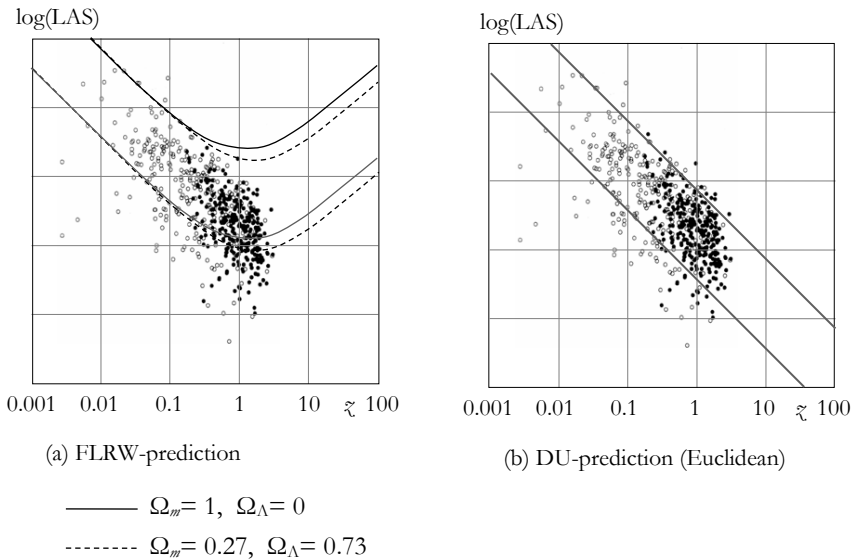 log(LAS)
0.001 0.01 0.1 1 z 100
(a) FLRW-prediction
log(LAS)
0.001 0.01 0.1 1 10 z 100
(b) DU-prediction (Euclidean)
Ωm= 1, ΩΛ= 0
Ωm= 0.27, ΩΛ= 0.73